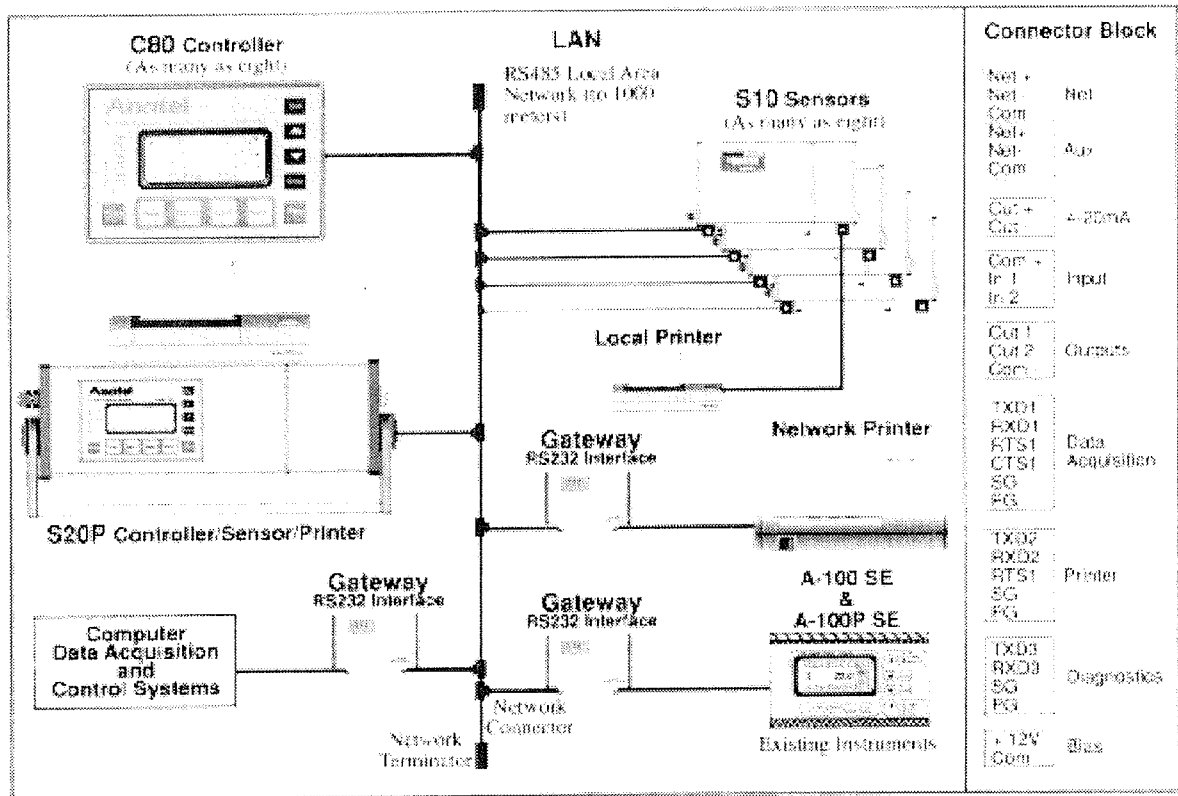 C80 Controller
(As many as eight)
Anatel
LAN
RS485 Local Area
Network (to 1000
meters)
S10 Sensors
(As many as eight)
Local Printer
Anatel
S20P Controller/Sensor/Printer
Gateway
RS232 Interface
Network Printer
Gateway
RS232 Interface
Computer
Data Acquisition
and
Control Systems
Gateway
RS232 Interface
A-100 SE
&
A-100P SE
Network
Connector
Existing Instruments
Network
Terminator
Connector Block
Net +
Net -
Com
Net
Net+
Net-
Com
Aux
Out +
Out -
4-20mA
Com +
In 1
In 2
Input
Out 1
Out 2
Com
Outputs
TXD1
RXD1
RTS1
CTS1
SG
FG
Data
Acquisition
TXD2
RXD2
RTS1
SG
FG
Printer
TXD3
RXD3
SG
FG
Diagnostics
+ 12V
Com
Bias